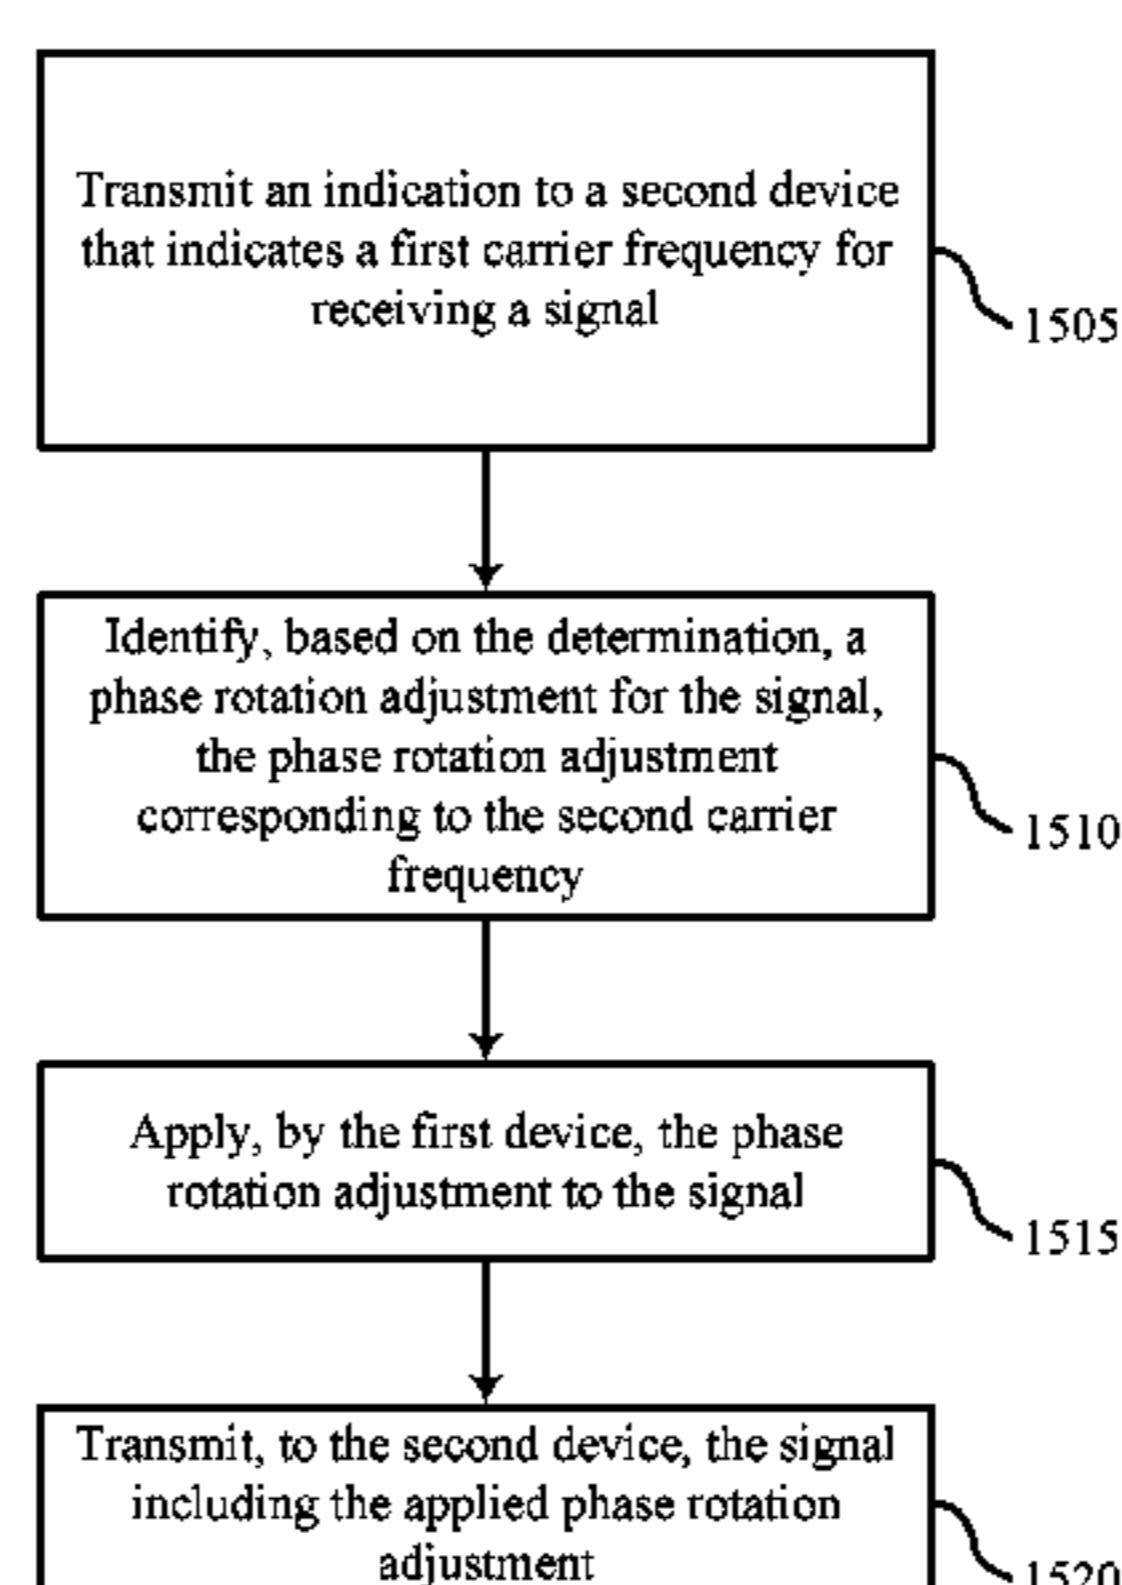 Transmit an indication to a second device
that indicates a first carrier frequency for
receiving a signal
1505
Identify, based on the determination, a
phase rotation adjustment for the signal,
the phase rotation adjustment
corresponding to the second carrier
frequency
1510
Apply, by the first device, the phase
rotation adjustment to the signal
1515
Transmit, to the second device, the signal
including the applied phase rotation
adjustment
1520